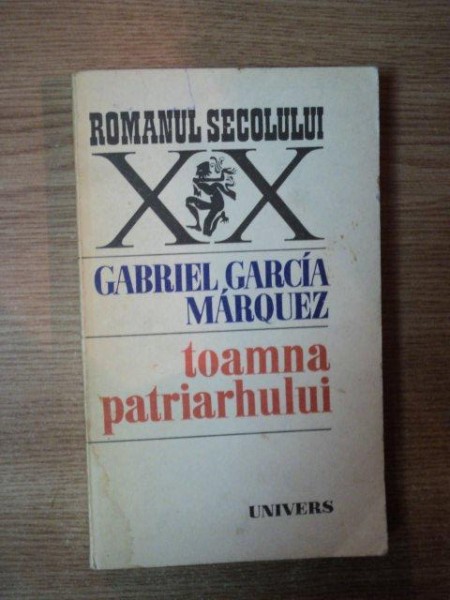 ROMANUL SECOLULUI
XX
GABRIEL GARCÍA
MÁRQUEZ
toamna
patriarhului
UNIVERS